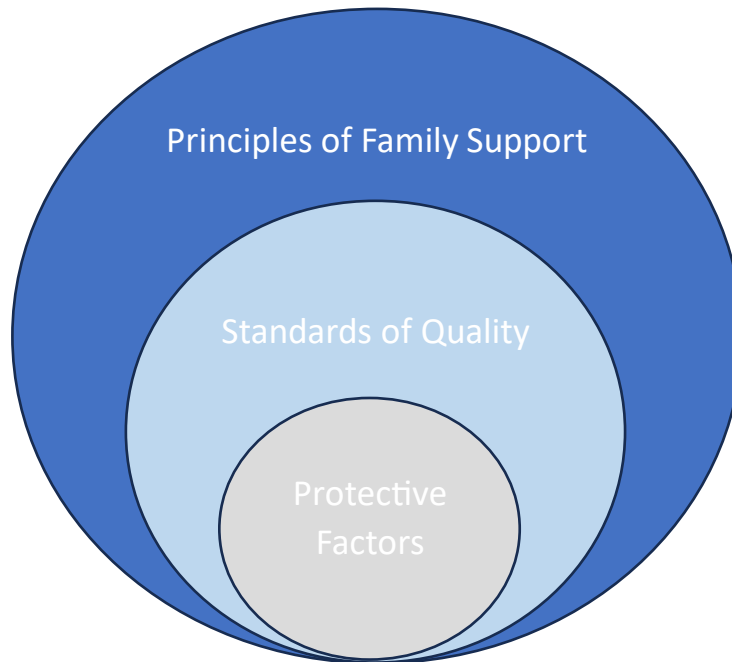 Principles of Family Support
Standards of Quality
Protective
Factors